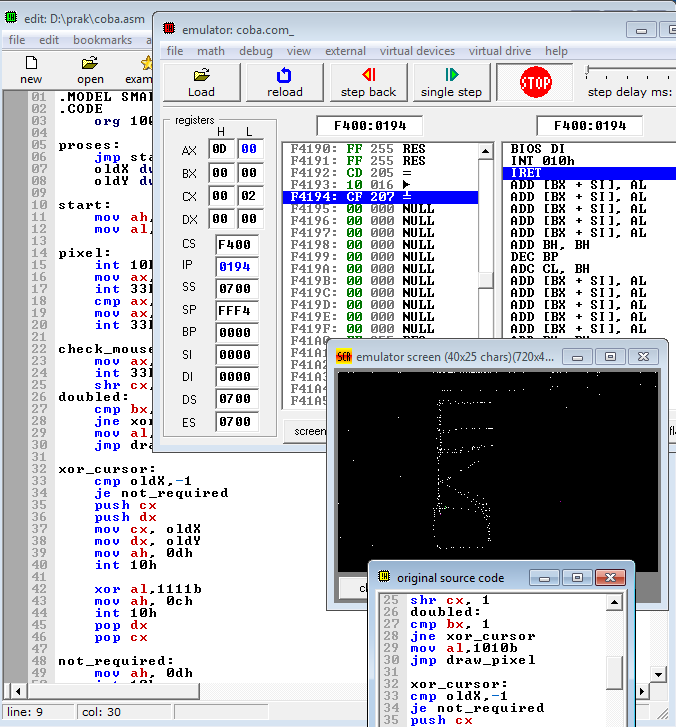 edit: D:\prak\coba.asm
file edit bookmarks
new open
01 .MODEL
02 .CODE
03 org
04
05 proses:
06 jmp
07 oldX
08 oldY
09
10 start:
11 mov ah,
12 mov al,
13
14 pixel:
15 int
16 mov ax,
17 int
18 cmp ax,
19 mov ax,
20 int
21
22 check_mouse
23 mov ax,
24 int
25 shr cx,
26 doubled:
27 cmp bx,
28 jne
29 mov al,
30 jmp
31
32 xor_cursor:
33 cmp oldX,-1
34 je not_required
35 push cx
36 push dx
37 mov cx, oldX
38 mov dx, oldY
39 mov ah, 0dh
40 int 10h
41
42 xor al,1111b
43 mov ah, 0ch
44 int 10h
45 pop dx
46 pop cx
47
48 not_required:
49 mov ah, 0dh
line: 9 col: 30
emulator: coba.com_
file math debug view external virtual devices virtual drive help
Load reload step back single step STOP step delay ms:
registers
H L
AX 0D 00
BX 00 00
CX 00 02
DX 00 00
CS F400
IP 0194
SS 0700
SP FFF4
BP 0000
SI 0000
DI 0000
DS 0700
ES 0700
F400:0194
F4190: FF 255 RES
F4191: FF 255 RES
F4192: CD 205 =
F4193: 10 016 ►
F4194: CF 207
F4195: 00 000 NULL
F4196: 00 000 NULL
F4197: 00 000 NULL
F4198: 00 000 NULL
F4199: 00 000 NULL
F419A: 00 000 NULL
F419B: 00 000 NULL
F419C: 00 000 NULL
F419D: 00 000 NULL
F419E: 00 000 NULL
F419F: 00 000 NULL
F41A0:
F41A1:
F41A2:
F41A3:
F41A4:
F41A5:
screen
F400:0194
BIOS DI
INT 010h
IRET
ADD [BX + SI], AL
ADD [BX + SI], AL
ADD [BX + SI], AL
ADD [BX + SI], AL
ADD [BX + SI], AL
ADD BH, BH
DEC BP
ADC CL, BH
ADD [BX + SI], AL
ADD [BX + SI], AL
ADD [BX + SI], AL
ADD [BX + SI], AL
ADD [BX + SI], AL
emulator screen (40x25 chars)(720x4...
original source code
25 shr cx, 1
26 doubled:
27 cmp bx, 1
28 jne xor_cursor
29 mov al,1010b
30 jmp draw_pixel
31
32 xor_cursor:
33 cmp oldX,-1
34 je not_required
35 push cx